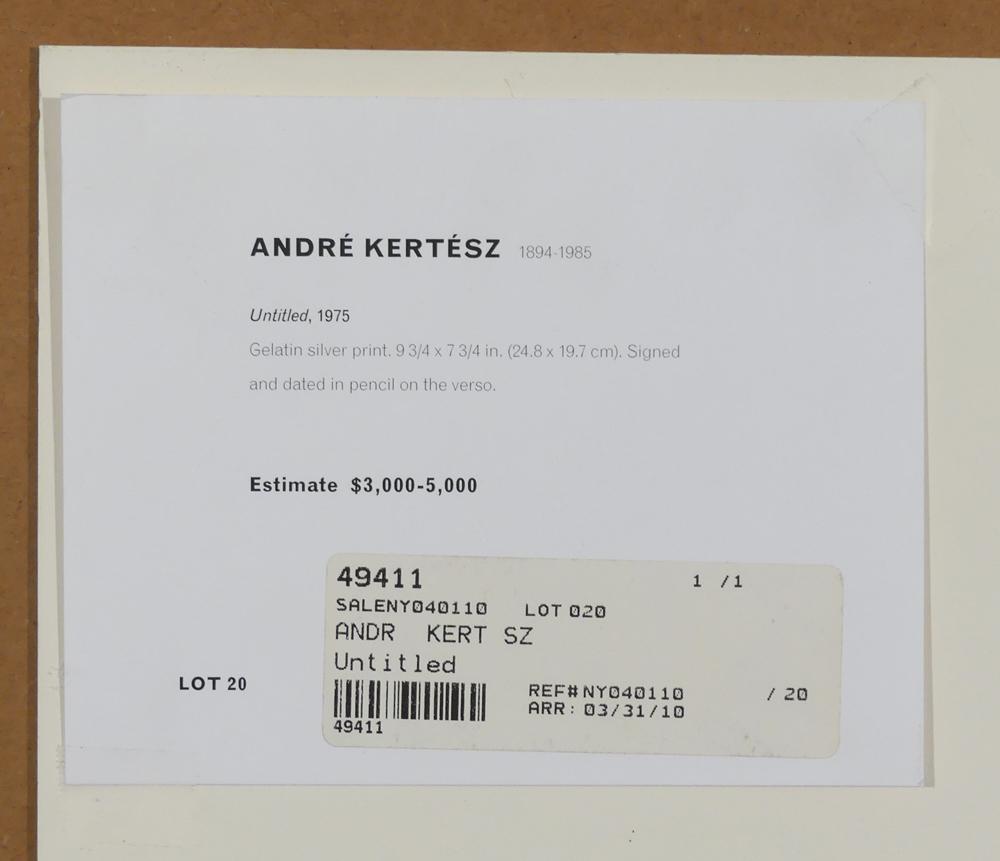 ANDRÉ KERTÉSZ 1894-1985
Untitled, 1975
Gelatin silver print. 9 3/4 x 7 3/4 in. (24.8 x 19.7 cm). Signed
and dated in pencil on the verso.
Estimate $3,000-5,000
49411 1 /1
SALENY040110 LOT 020
ANDR KERT SZ
Untitled
REF# NY040110 / 20
ARR: 03/31/10
49411
LOT 20